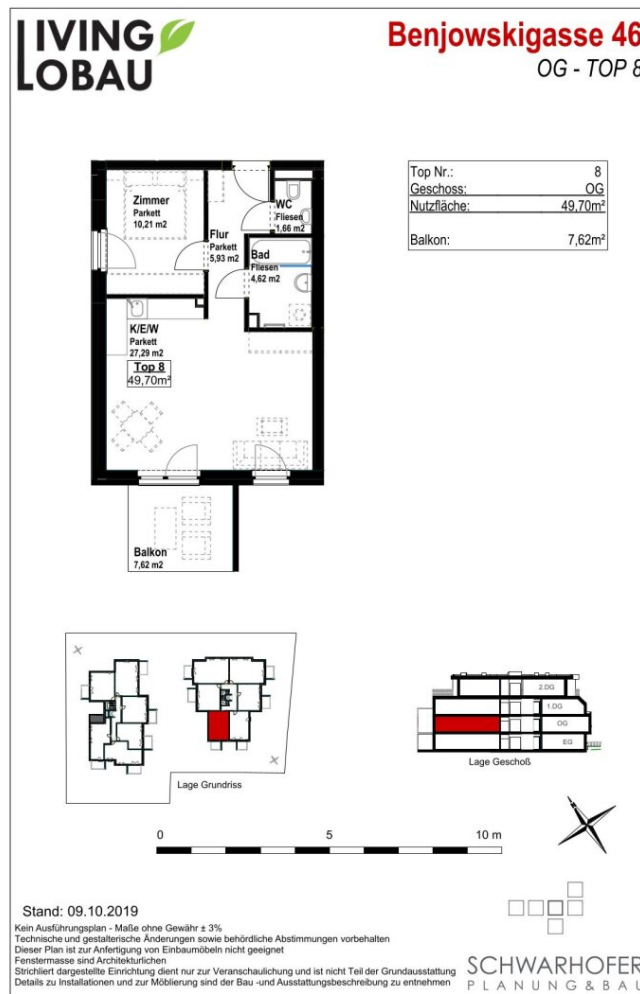 LIVING
LOBAU
Benjowskigasse 46
OG - TOP 8
Top Nr.: 8
Geschoss: OG
Nutzfläche: 49,70m²
Balkon: 7,62m²
Zimmer
Parkett
10,21 m2
WC
Fliesen
1,66 m2
Flur
Parkett
5,93 m2
Bad
Fliesen
4,62 m2
K/E/W
Parkett
27,29 m2
Top 8
49,70m²
Balkon
7,62 m2
2.DG
1.DG
OG
EG
Lage Geschoß
Lage Grundriss
0 5 10 m
Stand: 09.10.2019
Kein Ausführungsplan - Maße ohne Gewähr ± 3%
Technische und gestalterische Änderungen sowie behördliche Abstimmungen vorbehalten
Dieser Plan ist zur Anfertigung von Einbaumöbeln nicht geeignet
Fenstermasse sind Architekturlichen
Strichliert dargestellte Einrichtung dient nur zur Veranschaulichung und ist nicht Teil der Grundausstattung
Details zu Installationen und zur Möblierung sind der Bau -und Ausstattungsbeschreibung zu entnehmen
SCHWARHOFER
PLANUNG & BAU